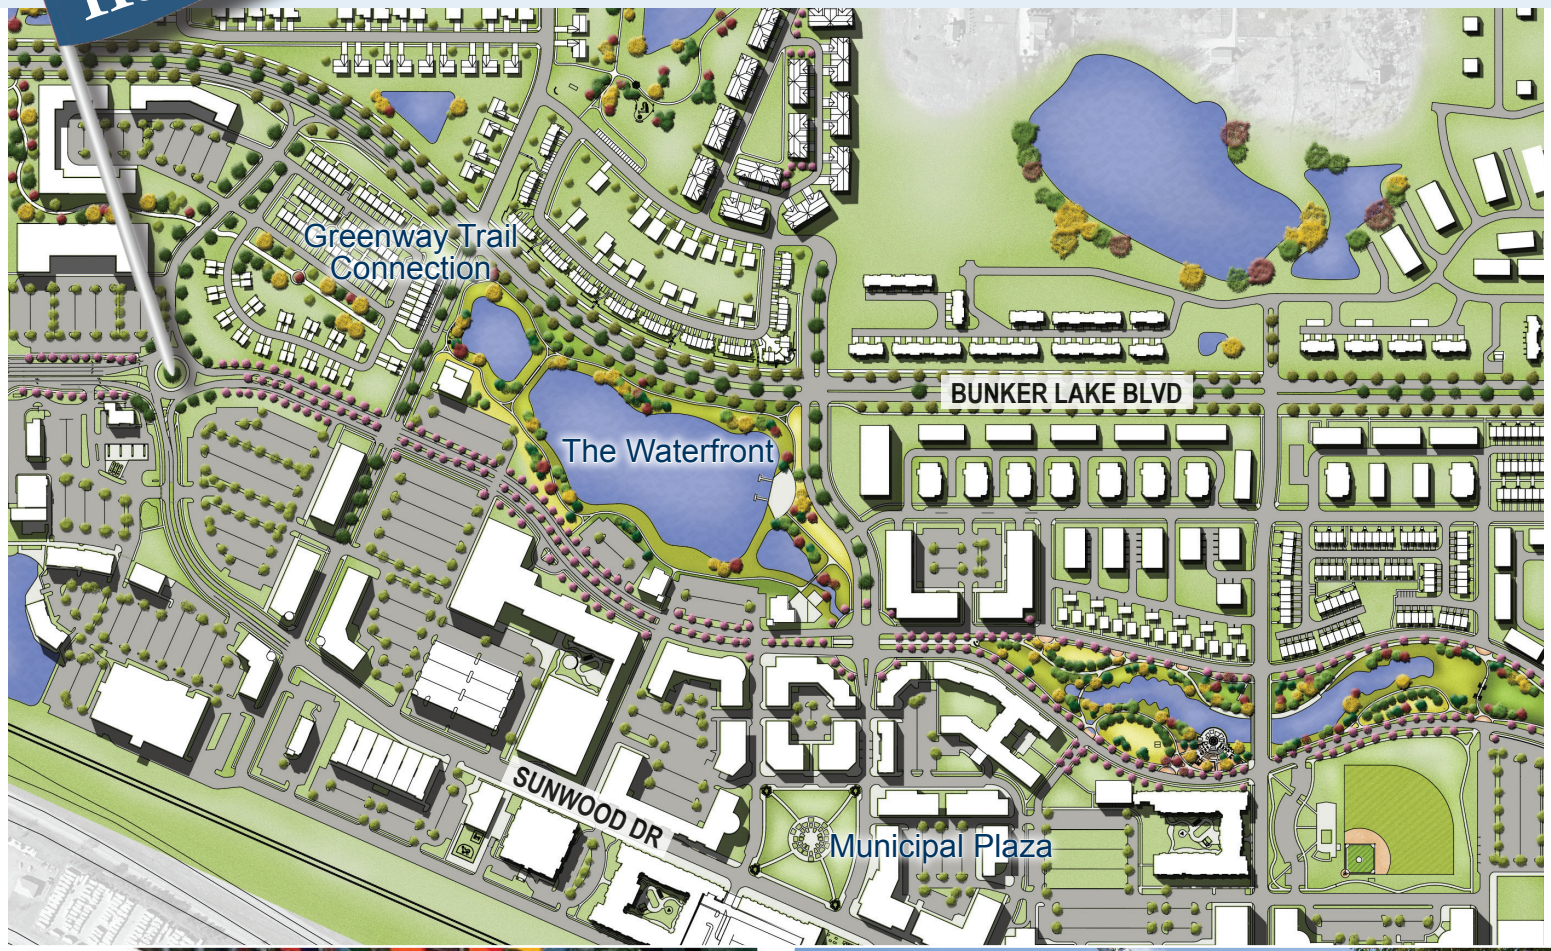 Greenway Trail
Connection
BUNKER LAKE BLVD
The Waterfront
SUNWOOD DR
Municipal Plaza